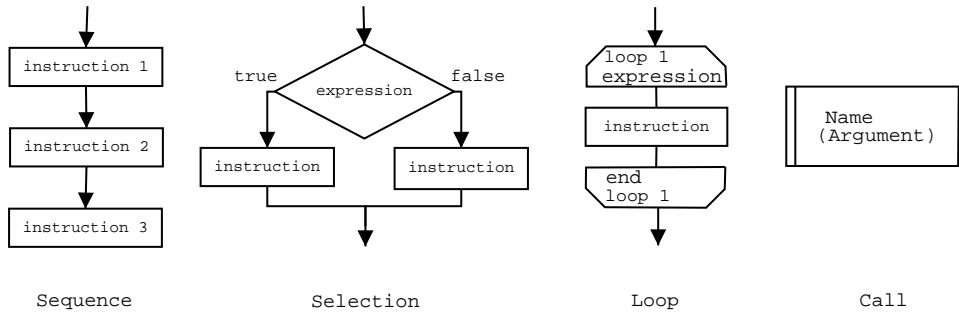 instruction 1
instruction 2
instruction 3
Sequence
true
false
expression
instruction
instruction
Selection
loop 1
expression
instruction
end
loop 1
Loop
Name
(Argument)
Call